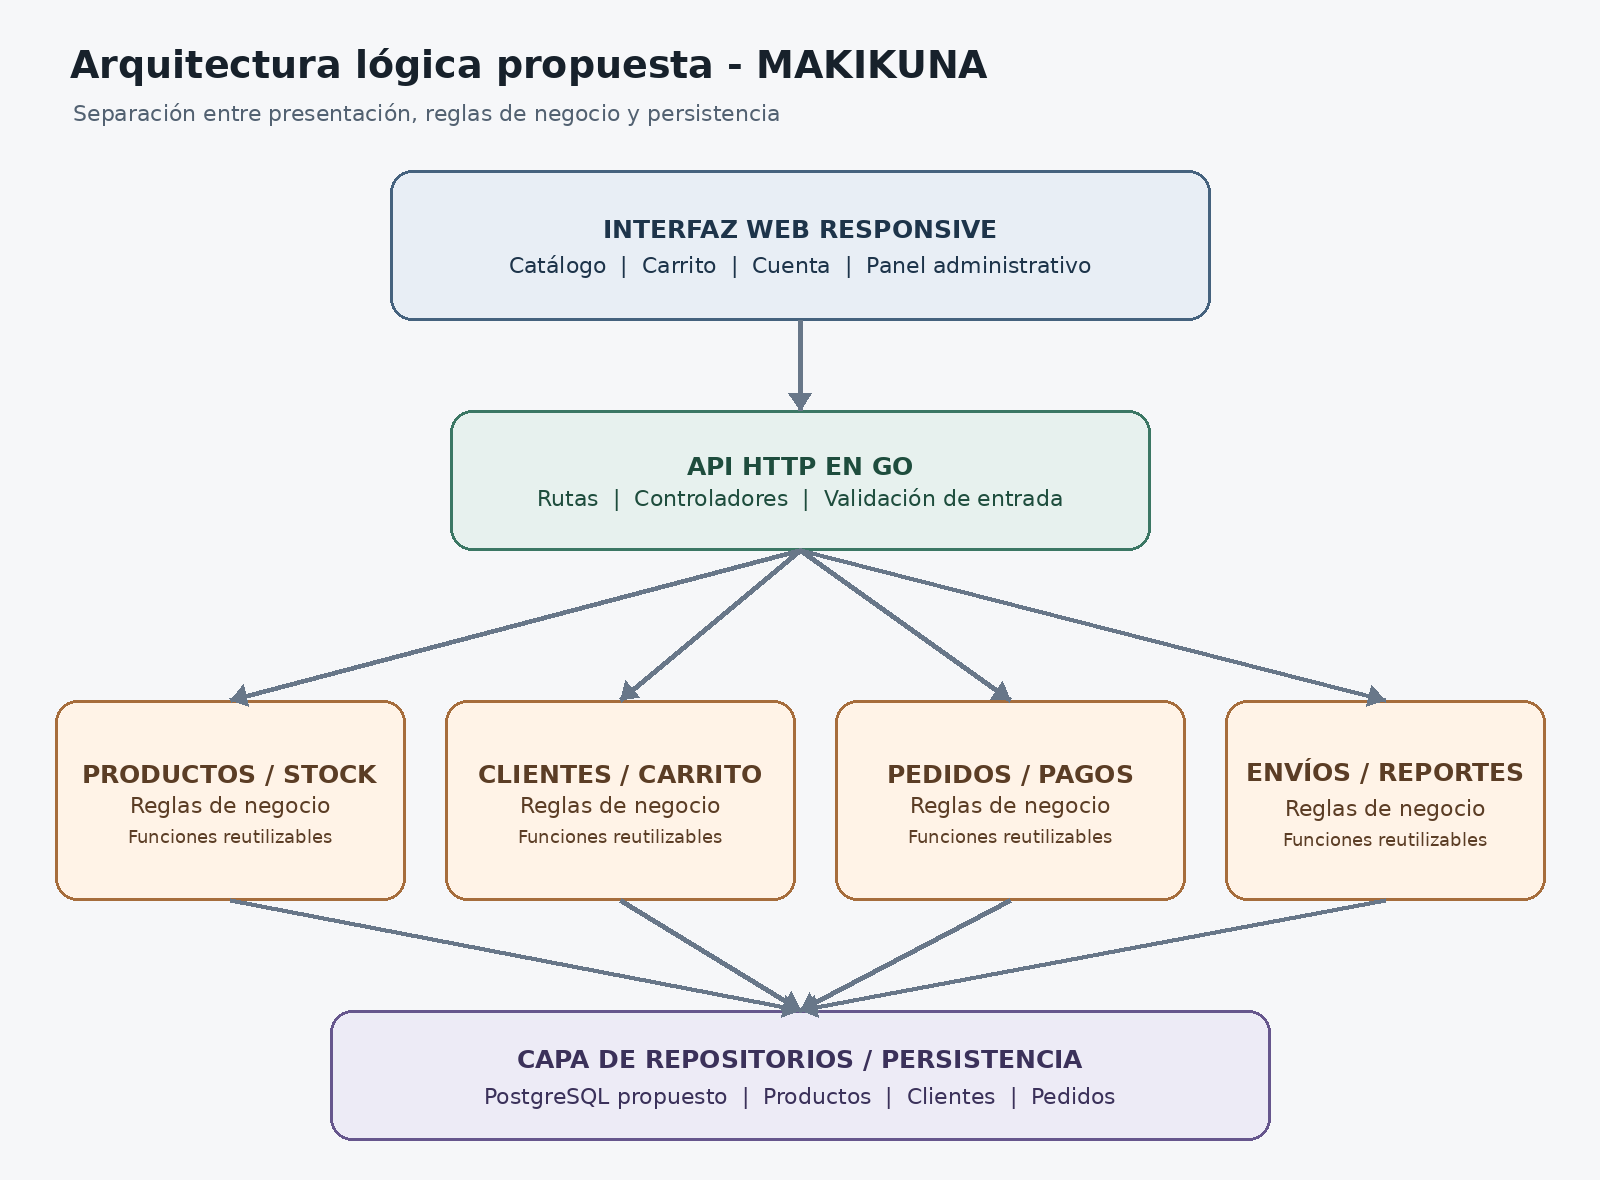 Arquitectura lógica propuesta - MAKIKUNA
Separación entre presentación, reglas de negocio y persistencia
INTERFAZ WEB RESPONSIVE
Catálogo | Carrito | Cuenta | Panel administrativo
API HTTP EN GO
Rutas | Controladores | Validación de entrada
PRODUCTOS / STOCK
Reglas de negocio
Funciones reutilizables
CLIENTES / CARRITO
Reglas de negocio
Funciones reutilizables
PEDIDOS / PAGOS
Reglas de negocio
Funciones reutilizables
ENVÍOS / REPORTES
Reglas de negocio
Funciones reutilizables
CAPA DE REPOSITORIOS / PERSISTENCIA
PostgreSQL propuesto | Productos | Clientes | Pedidos